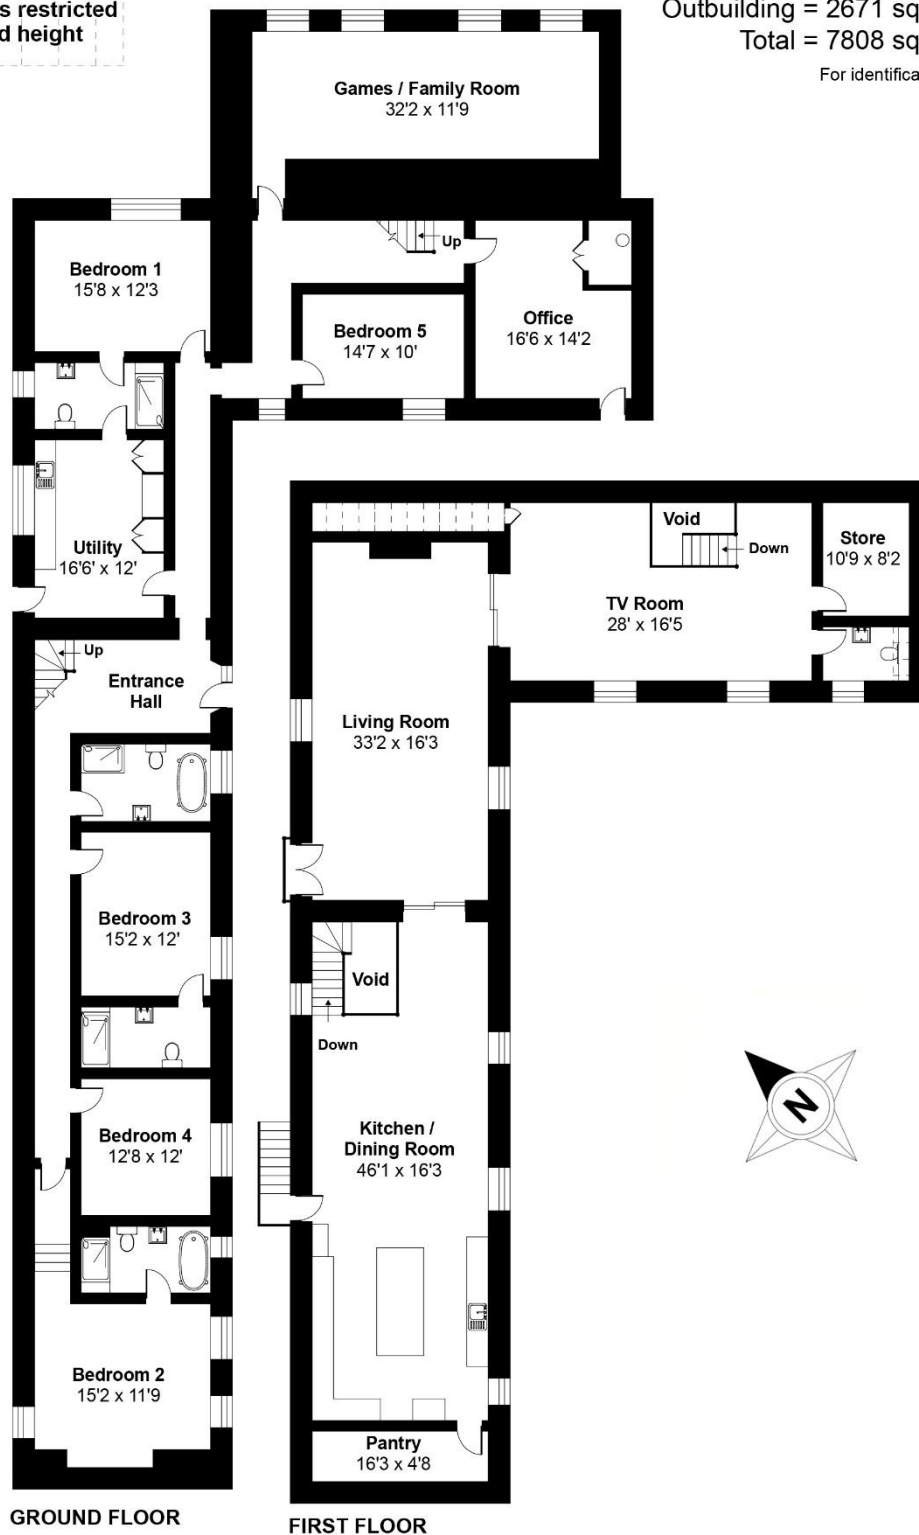 s restricted
d height
Outbuilding = 2671 sq
Total = 7808 sq
For identifica
Games / Family Room
32'2 x 11'9
Bedroom 1
15'8 x 12'3
Up
Bedroom 5
14'7 x 10'
Office
16'6 x 14'2
Utility
16'6' x 12'
Up
Entrance
Hall
Bedroom 3
15'2 x 12'
Bedroom 4
12'8 x 12'
Bedroom 2
15'2 x 11'9
GROUND FLOOR
Void
Down
Store
10'9 x 8'2
TV Room
28' x 16'5
Living Room
33'2 x 16'3
Void
Down
Kitchen /
Dining Room
46'1 x 16'3
Pantry
16'3 x 4'8
FIRST FLOOR
N